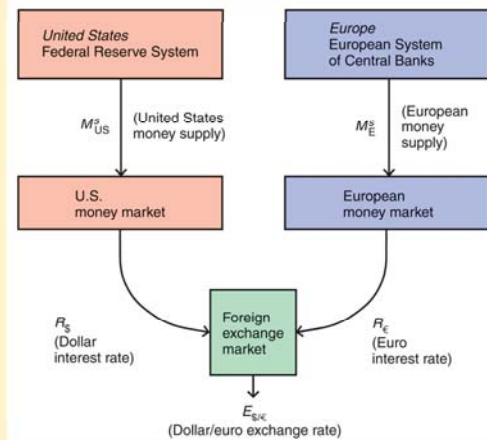 United States
Federal Reserve System
Europe
European System
of Central Banks
M^s_US
(United States
money supply)
M^s_E
(European
money
supply)
U.S.
money market
European
money market
R_$
(Dollar
interest rate)
Foreign
exchange
market
R_€
(Euro
interest rate)
E_$/€
(Dollar/euro exchange rate)